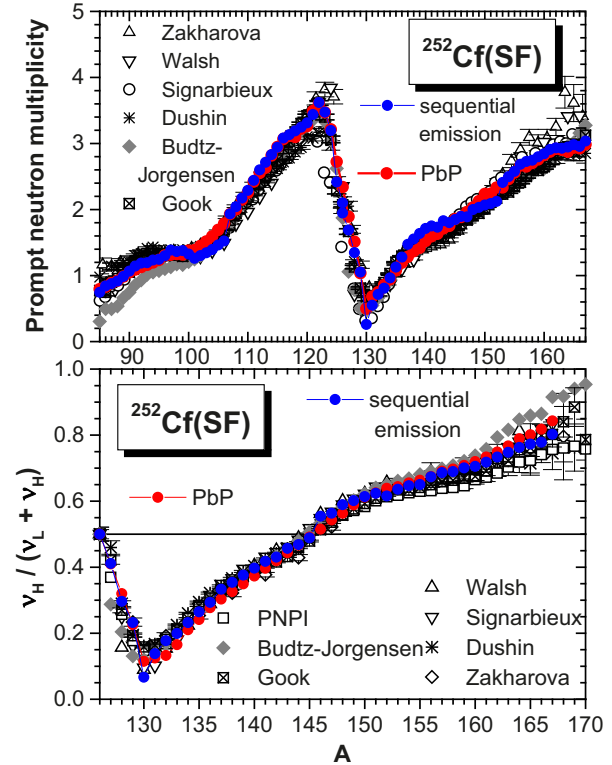 Prompt neutron multiplicity
5
4
3
2
1
0
Zakharova
Walsh
Signarbieux
Dushin
Budtz-
Jorgensen
Gook
252Cf(SF)
sequential
emission
PbP
90 100 110 120 130 140 150 160
νH / (νL + νH)
1.0
0.8
0.6
0.4
0.2
0.0
252Cf(SF)
sequential
emission
PbP
PNPI
Budtz-Jorgensen
Gook
Walsh
Signarbieux
Dushin
Zakharova
130 135 140 145 150 155 160 165 170
A